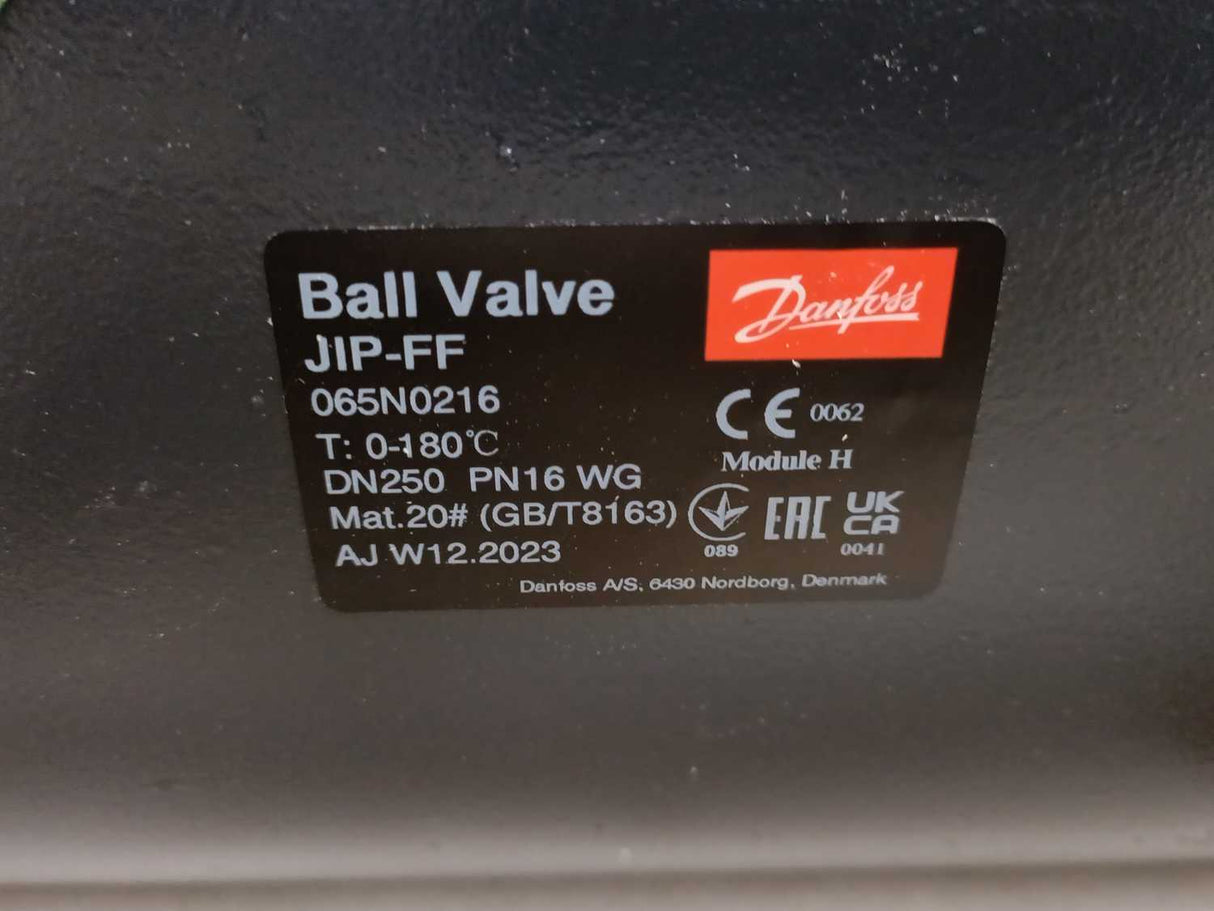 Ball Valve
Danfoss
JIP-FF
065N0216
T: 0-180℃
DN250 PN16 WG
Mat.20# (GB/T8163)
AJ W12.2023
CE 0062
Module H
089
EAC
UK
CA
0041
Danfoss A/S, 6430 Nordborg, Denmark